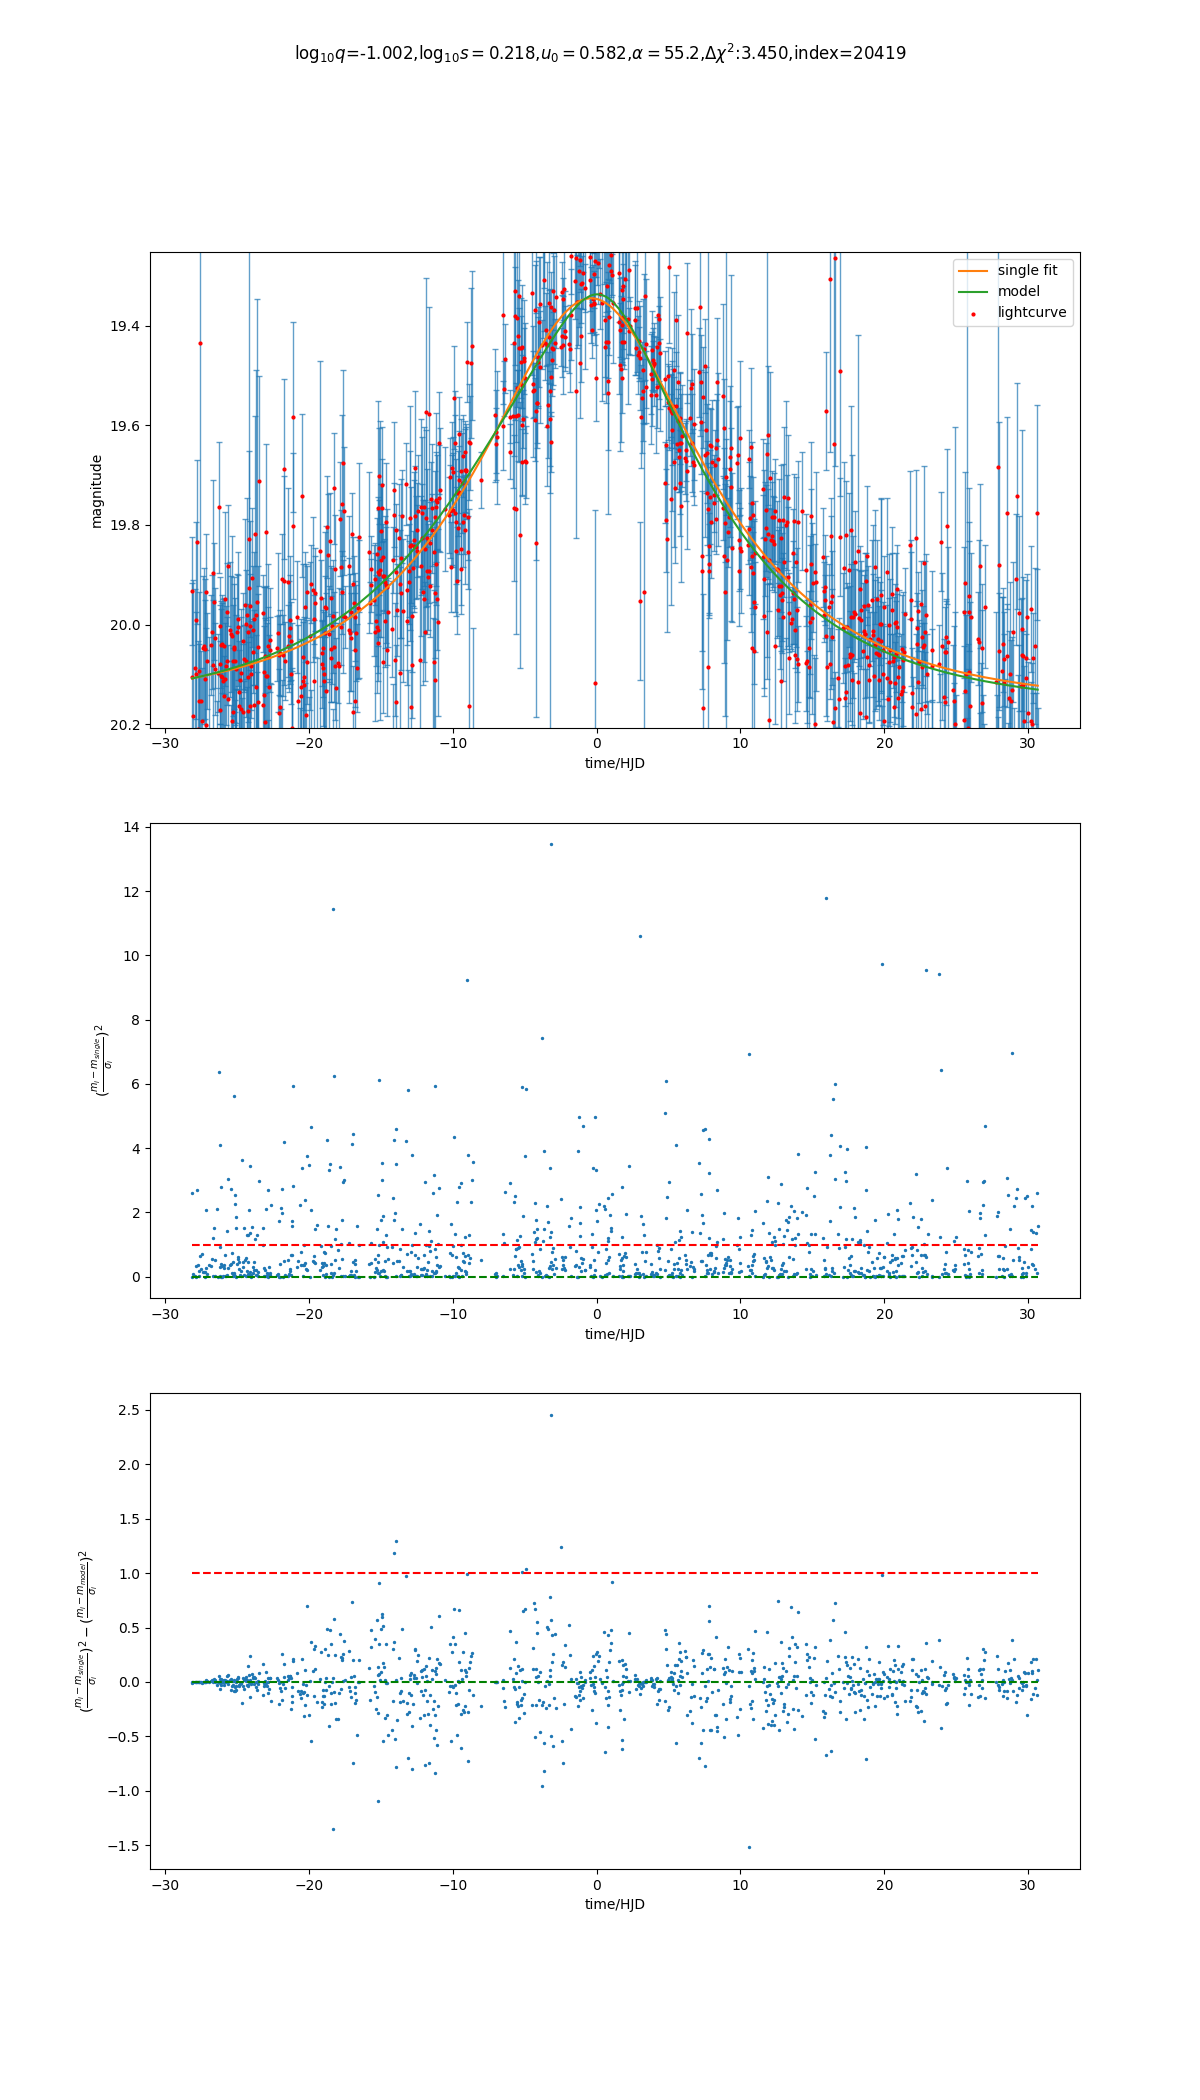 log₁₀q=-1.002,log₁₀s = 0.218,u₀ = 0.582,α = 55.2,Δχ²:3.450,index=20419
single fit
model
lightcurve
magnitude
19.4
19.6
19.8
20.0
20.2
−30 −20 −10 0 10 20 30
time/HJD
(mᵢ − m_single / σᵢ)²
14
12
10
8
6
4
2
0
−30 −20 −10 0 10 20 30
time/HJD
(mᵢ − m_single / σᵢ)² − (mᵢ − m_model / σᵢ)²
2.5
2.0
1.5
1.0
0.5
0.0
−0.5
−1.0
−1.5
−30 −20 −10 0 10 20 30
time/HJD